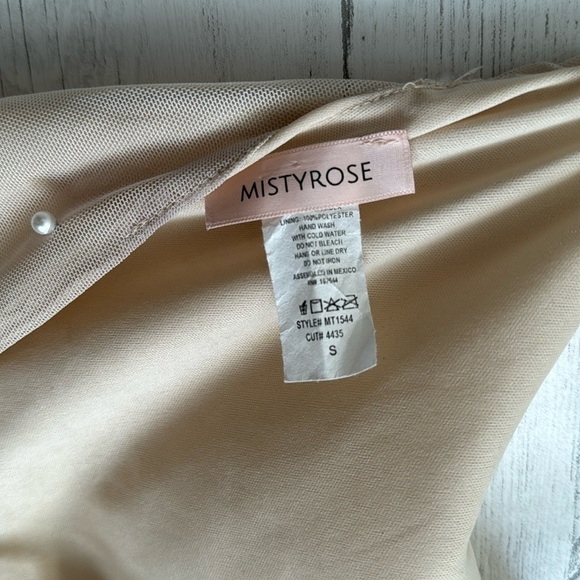 MISTYROSE
LINING: 100%POLYESTER
HAND WASH
WITH COLD WATER
DO NOT BLEACH
HANG OR LINE DRY
DO NOT IRON
ASSEMBLED IN MEXICO
STYLE# MT1544
CUT# 4435
S